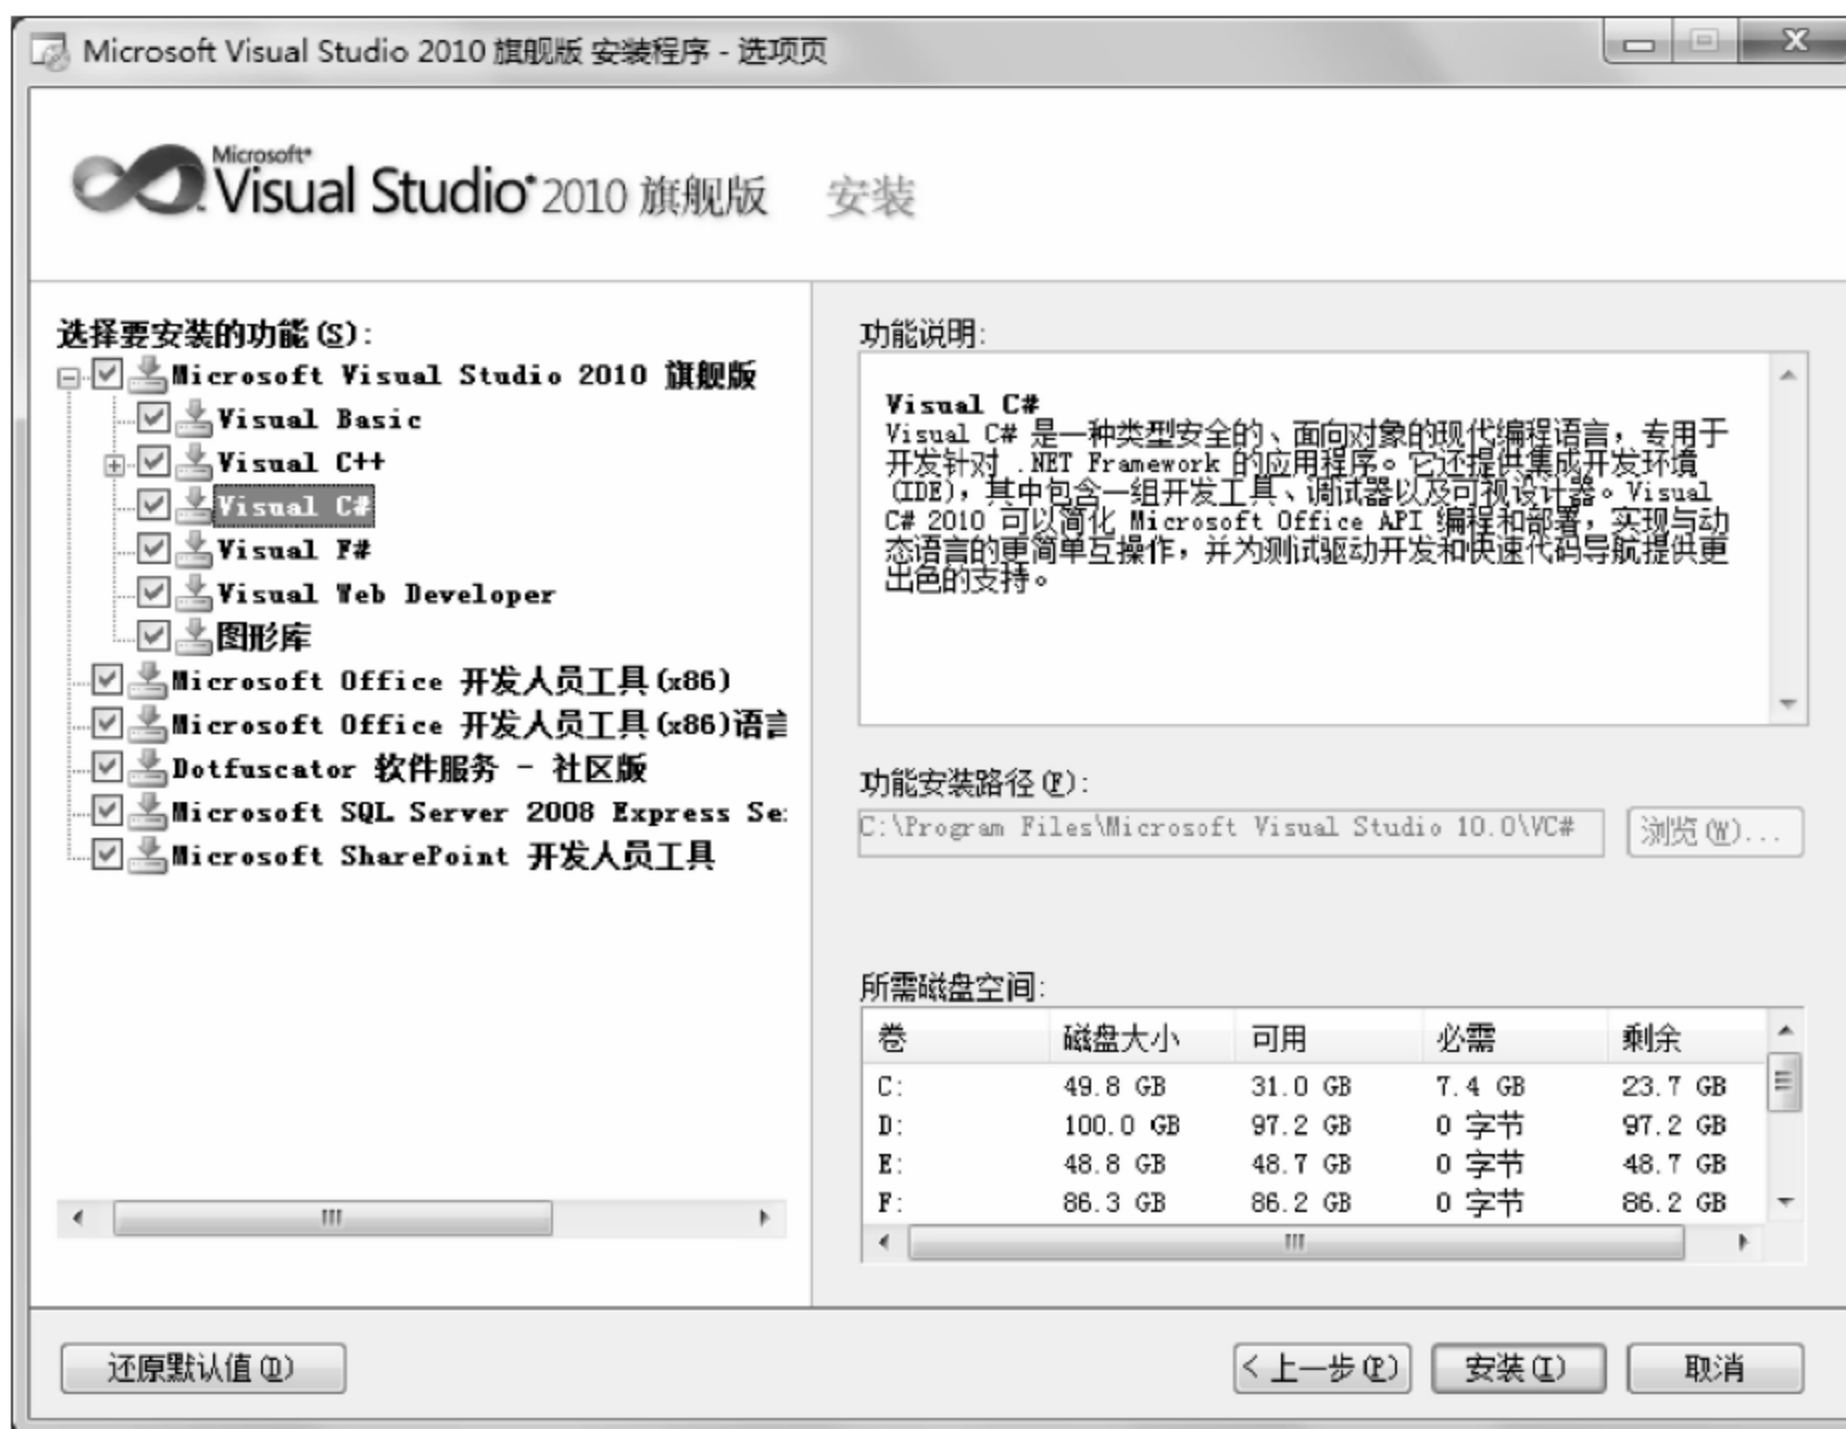 Microsoft Visual Studio 2010 旗舰版 安装程序 - 选项页
Microsoft®
Visual Studio® 2010 旗舰版 安装
选择要安装的功能(S):
Microsoft Visual Studio 2010 旗舰版
Visual Basic
Visual C++
Visual C#
Visual F#
Visual Web Developer
图形库
Microsoft Office 开发人员工具(x86)
Microsoft Office 开发人员工具(x86)语言
Dotfuscator 软件服务 - 社区版
Microsoft SQL Server 2008 Express Se
Microsoft SharePoint 开发人员工具
功能说明:
Visual C#
Visual C# 是一种类型安全的、面向对象的现代编程语言，专用于
开发针对 .NET Framework 的应用程序。它还提供集成开发环境
(IDE)，其中包含一组开发工具、调试器以及可视设计器。Visual
C# 2010 可以简化 Microsoft Office API 编程和部署，实现与动
态语言的更简单互操作，并为测试驱动开发和快速代码导航提供更
出色的支持。
功能安装路径(F):
C:\Program Files\Microsoft Visual Studio 10.0\VC# 浏览(W)...
所需磁盘空间:
卷 磁盘大小 可用 必需 剩余
C: 49.8 GB 31.0 GB 7.4 GB 23.7 GB
D: 100.0 GB 97.2 GB 0 字节 97.2 GB
E: 48.8 GB 48.7 GB 0 字节 48.7 GB
F: 86.3 GB 86.2 GB 0 字节 86.2 GB
还原默认值(D) < 上一步(P) 安装(I) 取消